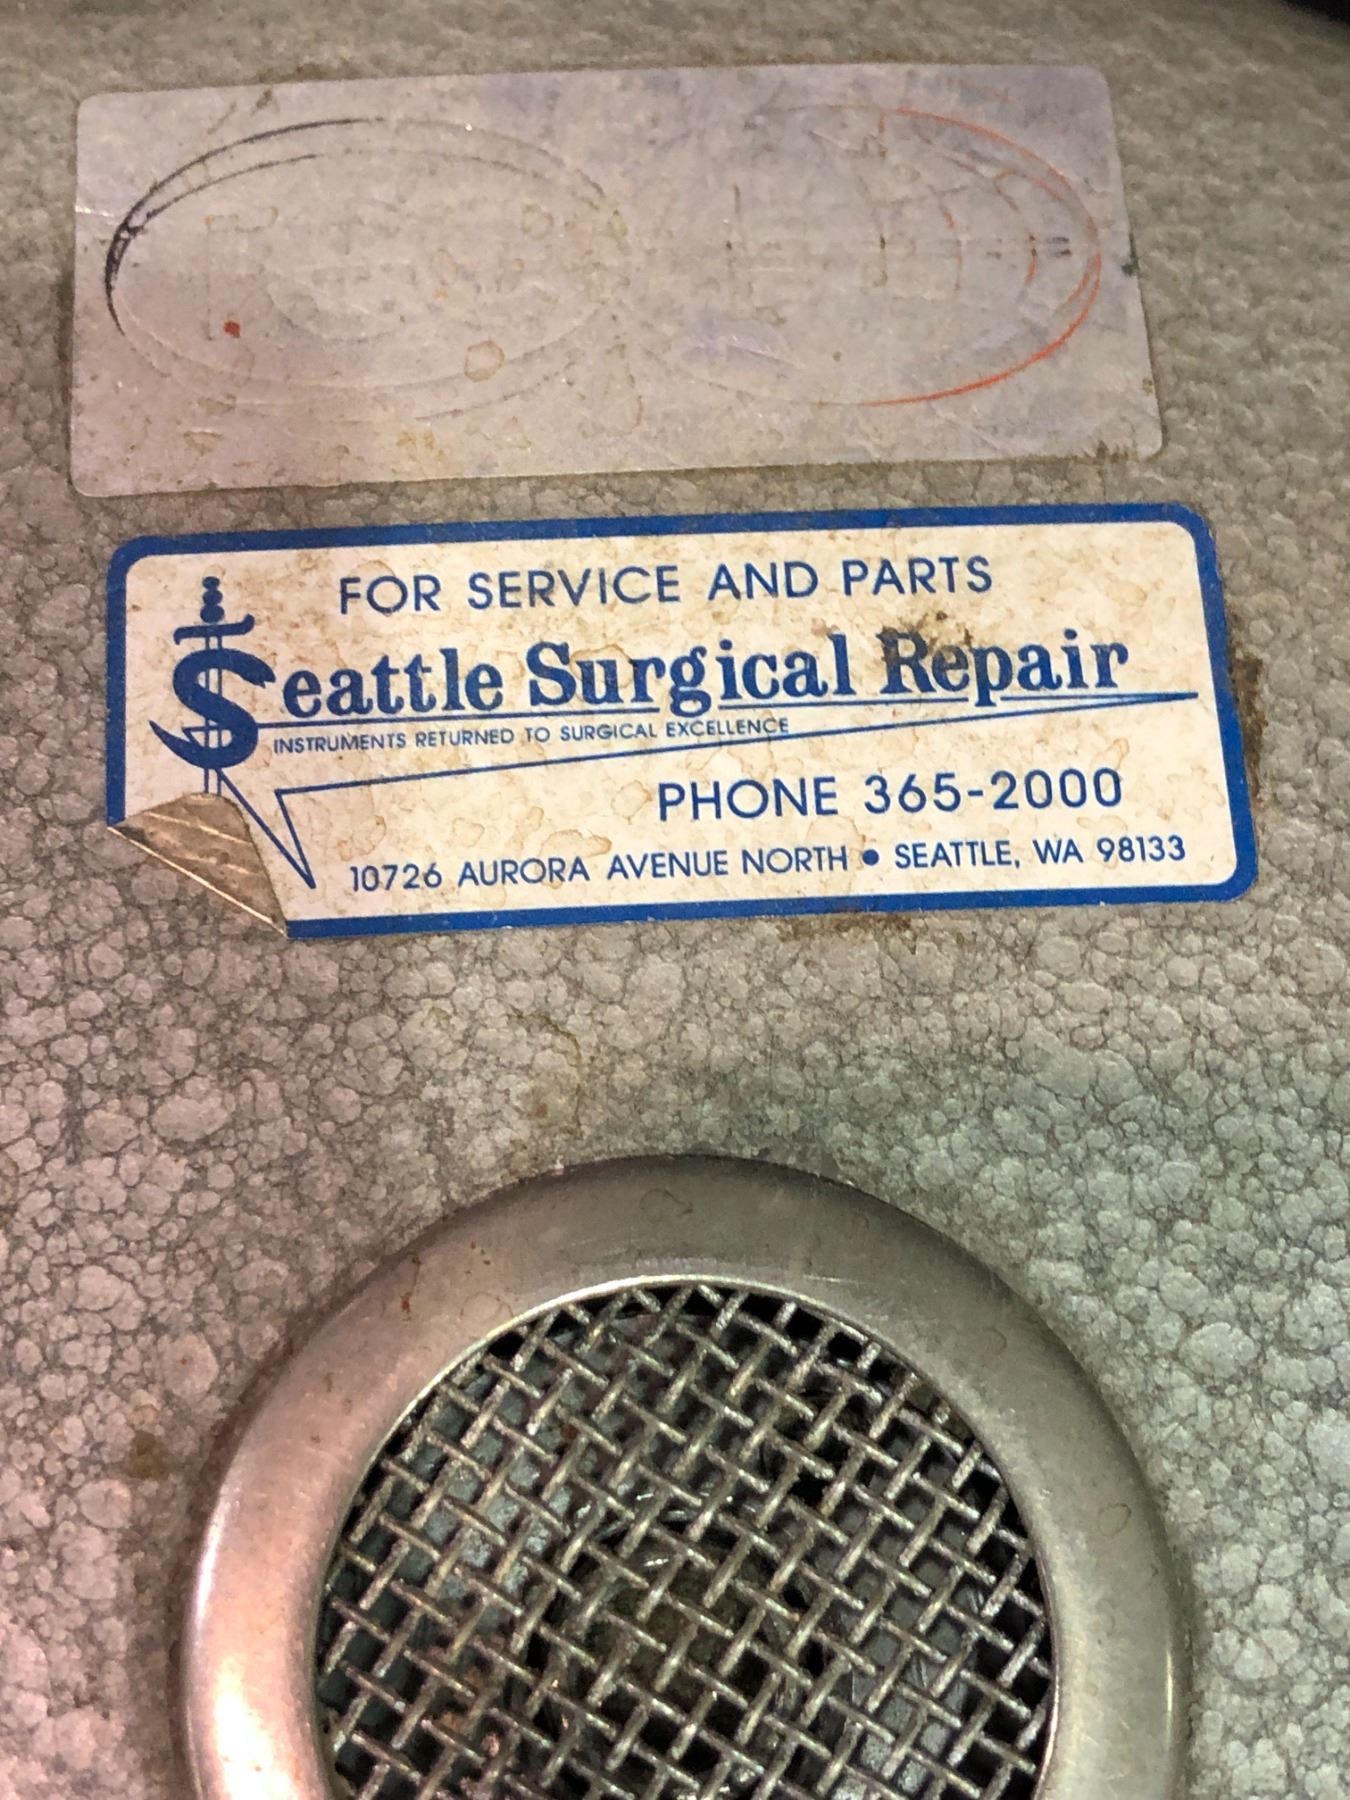 FOR SERVICE AND PARTS
Seattle Surgical Repair
INSTRUMENTS RETURNED TO SURGICAL EXCELLENCE
PHONE 365-2000
10726 AURORA AVENUE NORTH • SEATTLE, WA 98133